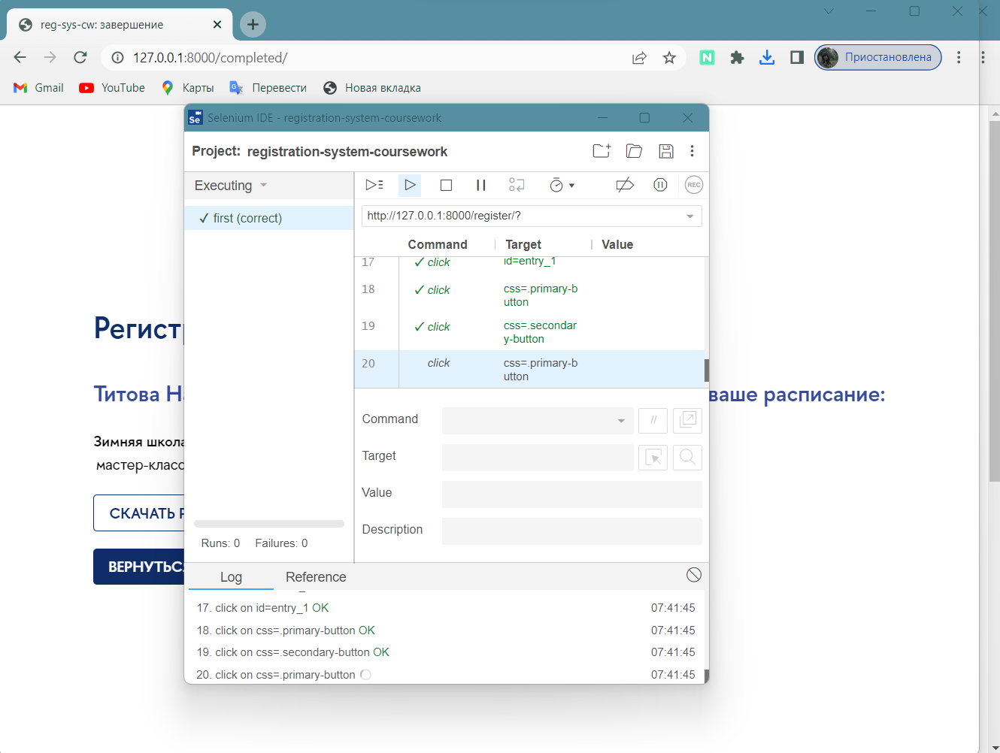 reg-sys-cw: завершение
127.0.0.1:8000/completed/
N
Приостановлена
Gmail
YouTube
Карты
Перевести
Новая вкладка
Se
Selenium IDE - registration-system-coursework
Project: registration-system-coursework
Executing
REC
✓ first (correct)
http://127.0.0.1:8000/register/?
Command Target Value
17 ✓ click id=entry_1
18 ✓ click css=.primary-b
utton
19 ✓ click css=.secondar
y-button
20 click css=.primary-b
utton
Регистр
Титова На
ваше расписание:
Зимняя школа
мастер-класс
СКАЧАТЬ Р
ВЕРНУТЬСЯ
Command
//
Target
Value
Description
Runs: 0 Failures: 0
Log Reference
17. click on id=entry_1 OK 07:41:45
18. click on css=.primary-button OK 07:41:45
19. click on css=.secondary-button OK 07:41:45
20. click on css=.primary-button 07:41:45